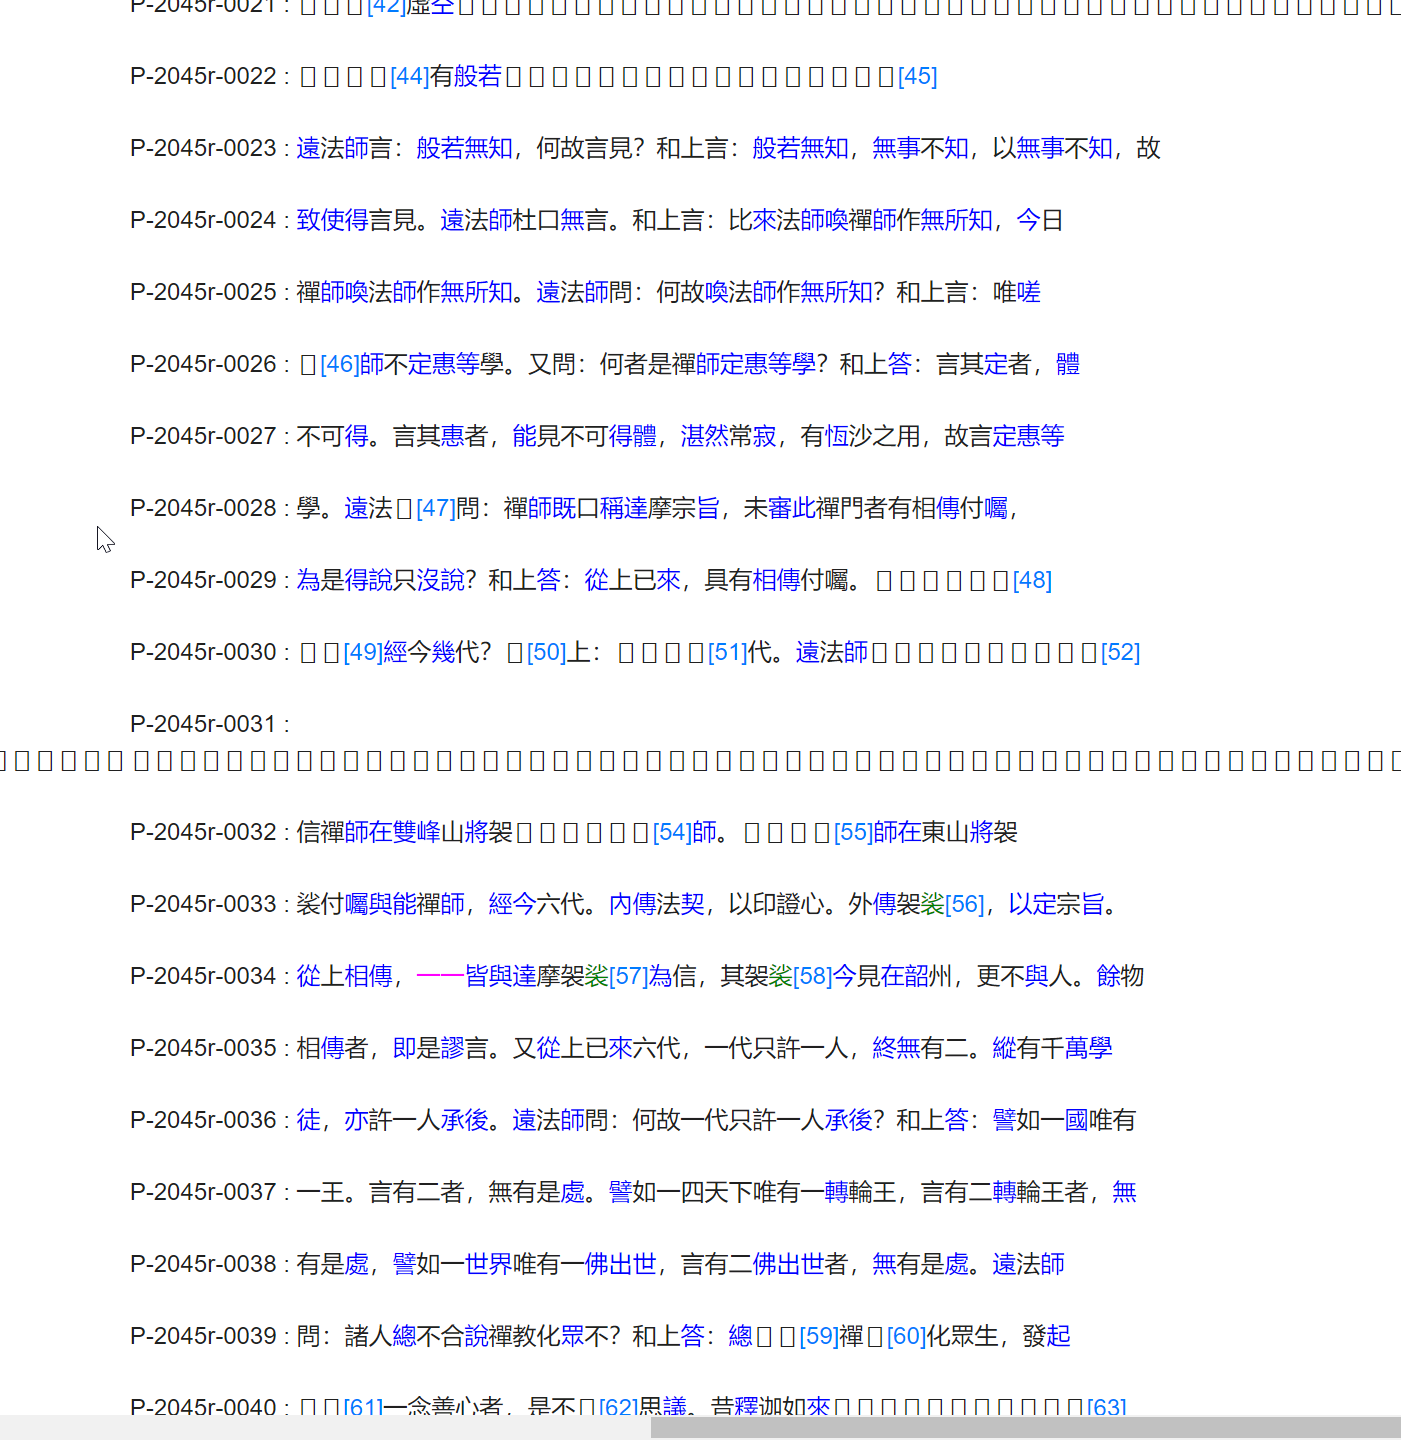 P-2045r-0021 : □□□[42]虛空□□□□□□□□□□□□□□□□□□□□□□□□□□□□□□□□□□□□□□□□□
P-2045r-0022 : □□□□[44]有般若□□□□□□□□□□□□□□□□□[45]
P-2045r-0023 : 遠法師言：般若無知，何故言見？和上言：般若無知，無事不知，以無事不知，故
P-2045r-0024 : 致使得言見。遠法師杜口無言。和上言：比來法師喚禪師作無所知，今日
P-2045r-0025 : 禪師喚法師作無所知。遠法師問：何故喚法師作無所知？和上言：唯嗟
P-2045r-0026 : □[46]師不定惠等學。又問：何者是禪師定惠等學？和上答：言其定者，體
P-2045r-0027 : 不可得。言其惠者，能見不可得體，湛然常寂，有恆沙之用，故言定惠等
P-2045r-0028 : 學。遠法□[47]問：禪師既口稱達摩宗旨，未審此禪門者有相傳付囑，
P-2045r-0029 : 為是得說只沒說？和上答：從上已來，具有相傳付囑。□□□□□□[48]
P-2045r-0030 : □□[49]經今幾代？□[50]上：□□□□[51]代。遠法師□□□□□□□□□□[52]
P-2045r-0031 :
□□□□□□□□□□□□□□□□□□□□□□□□□□□□□□□□□□□□□□□□□□□□□□□□□□□□□□□□□□□□□
P-2045r-0032 : 信禪師在雙峰山將袈□□□□□□[54]師。□□□□[55]師在東山將袈
P-2045r-0033 : 裟付囑與能禪師，經今六代。內傳法契，以印證心。外傳袈裟[56]，以定宗旨。
P-2045r-0034 : 從上相傳，一一皆與達摩袈裟[57]為信，其袈裟[58]今見在韶州，更不與人。餘物
P-2045r-0035 : 相傳者，即是謬言。又從上已來六代，一代只許一人，終無有二。縱有千萬學
P-2045r-0036 : 徒，亦許一人承後。遠法師問：何故一代只許一人承後？和上答：譬如一國唯有
P-2045r-0037 : 一王。言有二者，無有是處。譬如一四天下唯有一轉輪王，言有二轉輪王者，無
P-2045r-0038 : 有是處，譬如一世界唯有一佛出世，言有二佛出世者，無有是處。遠法師
P-2045r-0039 : 問：諸人總不合說禪教化眾不？和上答：總□□[59]禪□[60]化眾生，發起
P-2045r-0040 : □□[61]一念善心者，是不□[62]思議。昔釋迦如來□□□□□□□□□□□[63]